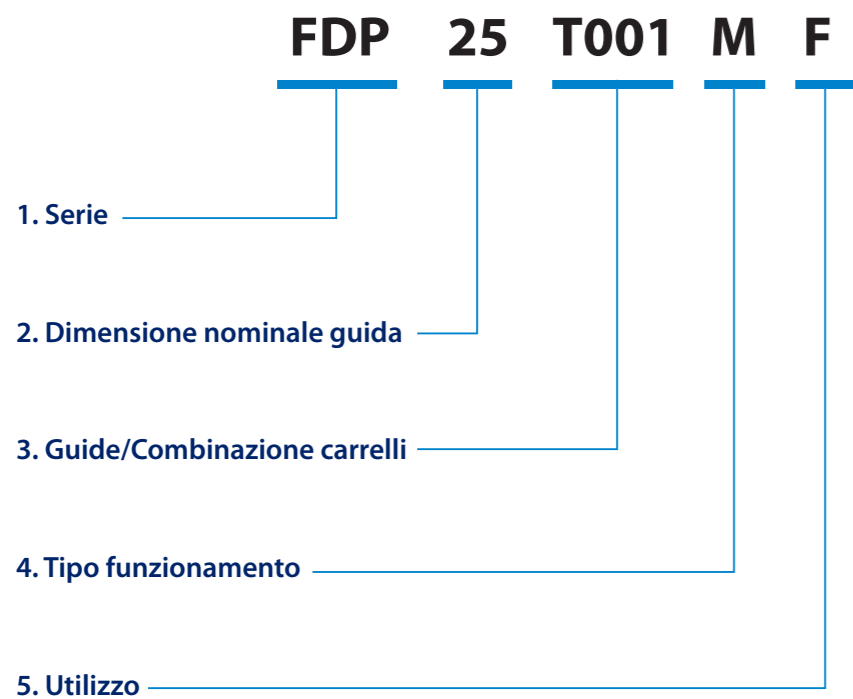 FDP 25 T001 M F
1. Serie
2. Dimensione nominale guida
3. Guide/Combinazione carrelli
4. Tipo funzionamento
5. Utilizzo